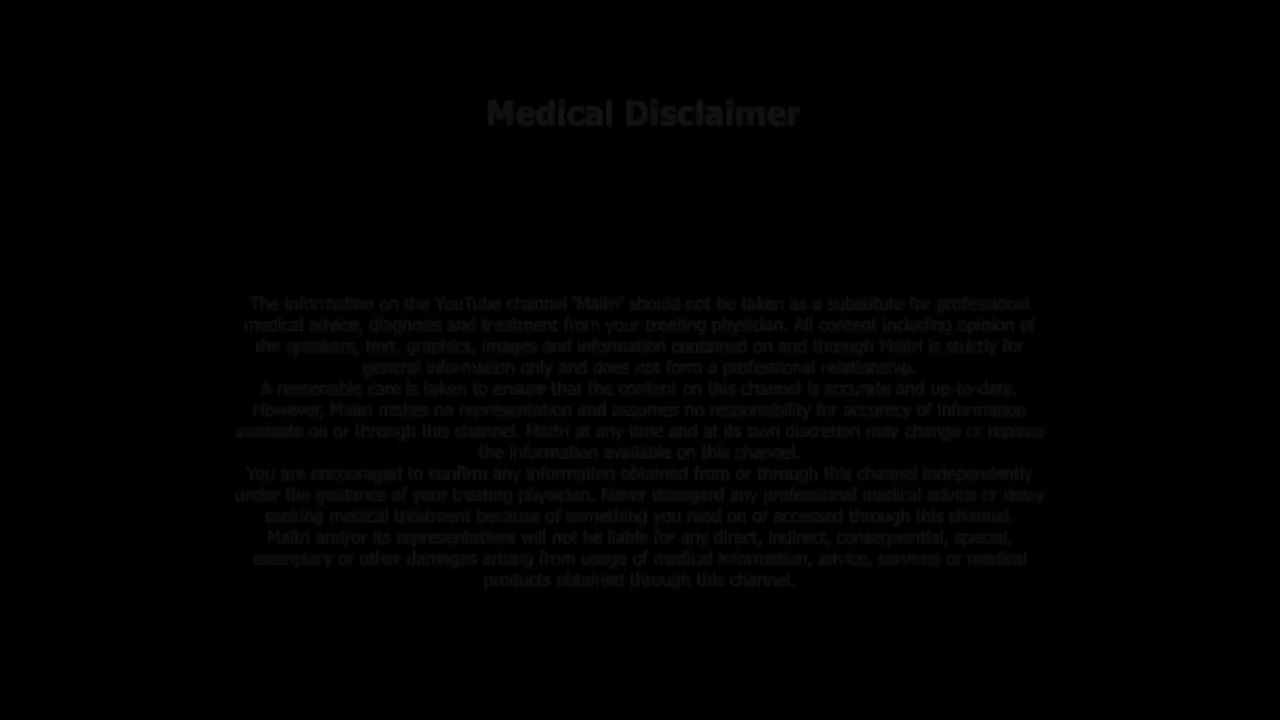 Medical Disclaimer
The information on the YouTube channel 'Maitri' should not be taken as a substitute for professional
medical advice, diagnosis and treatment from your treating physician. All content including opinion of
the speakers, text, graphics, images and information contained on and through Maitri is strictly for
general information only and does not form a professional relationship.
A reasonable care is taken to ensure that the content on this channel is accurate and up-to-date.
However, Maitri makes no representation and assumes no responsibility for accuracy of information
available on or through this channel. Maitri at any time and at its own discretion may change or replace
the information available on this channel.
You are encouraged to confirm any information obtained from or through this channel independently
under the guidance of your treating physician. Never disregard any professional medical advice or delay
seeking medical treatment because of something you read on or accessed through this channel.
Maitri and/or its representatives will not be liable for any direct, indirect, consequential, special,
exemplary or other damages arising from usage of medical information, advice, services or medical
products obtained through this channel.